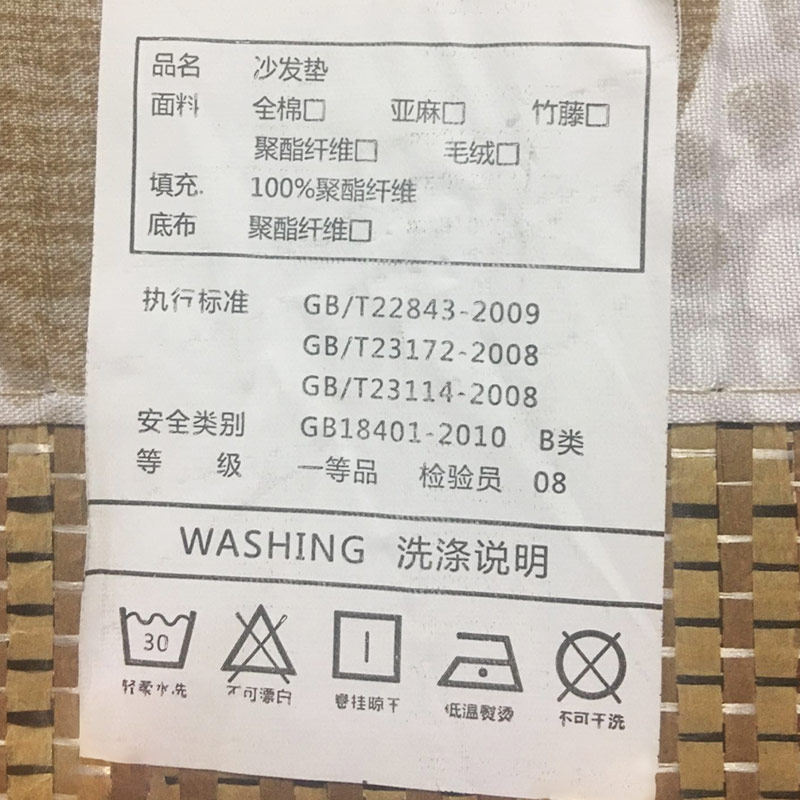 品名 沙发垫
面料 全棉□ 亚麻□ 竹藤□
聚酯纤维□ 毛绒□
填充. 100%聚酯纤维
底布 聚酯纤维□
执行标准 GB/T22843-2009
GB/T23172-2008
GB/T23114-2008
安全类别 GB18401-2010 B类
等 级 一等品 检验员 08
WASHING 洗涤说明
30
轻柔水洗 不可漂白 悬挂晾干 低温熨烫 不可干洗